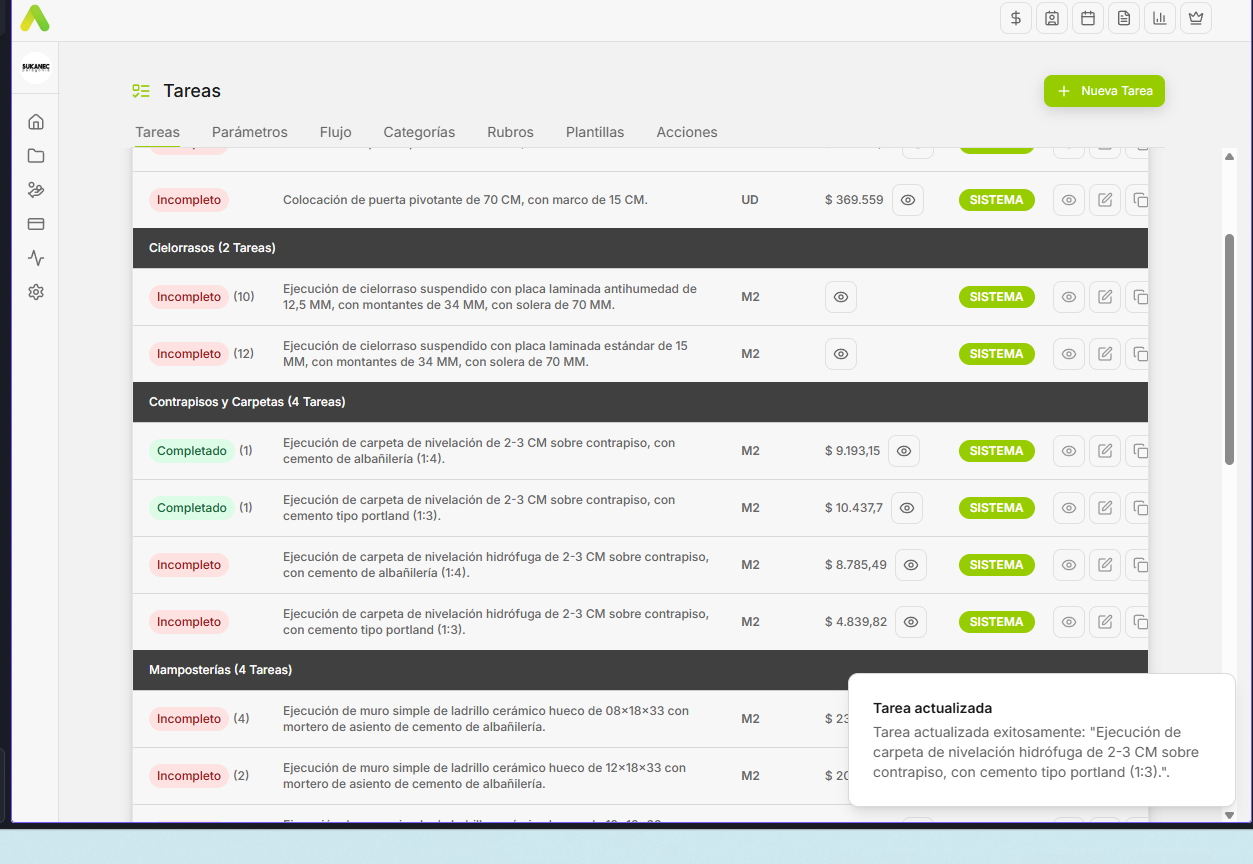 SUKANEC
Tareas
+ Nueva Tarea
Tareas Parámetros Flujo Categorías Rubros Plantillas Acciones
SISTEMA
Incompleto Colocación de puerta pivotante de 70 CM, con marco de 15 CM. UD $ 369.559 SISTEMA
Cielorrasos (2 Tareas)
Incompleto (10) Ejecución de cielorraso suspendido con placa laminada antihumedad de
12,5 MM, con montantes de 34 MM, con solera de 70 MM. M2 SISTEMA
Incompleto (12) Ejecución de cielorraso suspendido con placa laminada estándar de 15
MM, con montantes de 34 MM, con solera de 70 MM. M2 SISTEMA
Contrapisos y Carpetas (4 Tareas)
Completado (1) Ejecución de carpeta de nivelación de 2-3 CM sobre contrapiso, con
cemento de albañilería (1:4). M2 $ 9.193,15 SISTEMA
Completado (1) Ejecución de carpeta de nivelación de 2-3 CM sobre contrapiso, con
cemento tipo portland (1:3). M2 $ 10.437,7 SISTEMA
Incompleto Ejecución de carpeta de nivelación hidrófuga de 2-3 CM sobre contrapiso,
con cemento de albañilería (1:4). M2 $ 8.785,49 SISTEMA
Incompleto Ejecución de carpeta de nivelación hidrófuga de 2-3 CM sobre contrapiso,
con cemento tipo portland (1:3). M2 $ 4.839,82 SISTEMA
Mamposterías (4 Tareas)
Incompleto (4) Ejecución de muro simple de ladrillo cerámico hueco de 08x18x33 con
mortero de asiento de cemento de albañilería. M2 $ 23
Incompleto (2) Ejecución de muro simple de ladrillo cerámico hueco de 12x18x33 con
mortero de asiento de cemento de albañilería. M2 $ 20
Tarea actualizada
Tarea actualizada exitosamente: "Ejecución de
carpeta de nivelación hidrófuga de 2-3 CM sobre
contrapiso, con cemento tipo portland (1:3).".